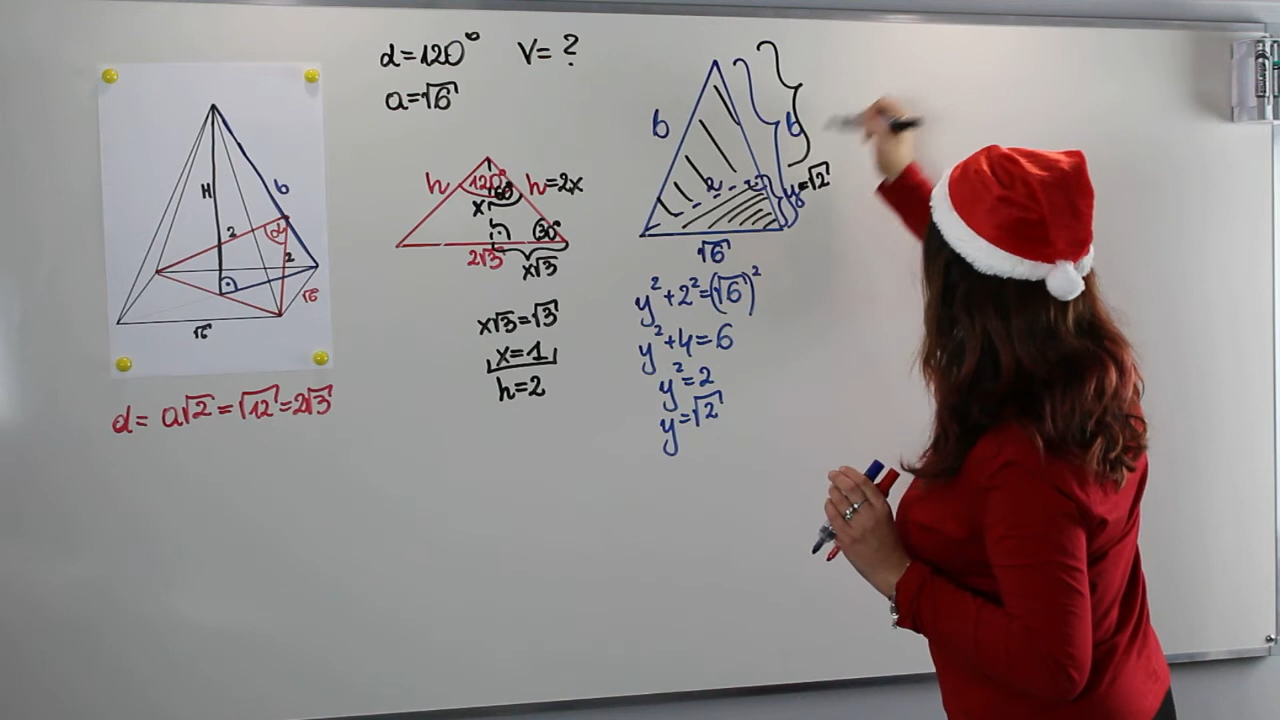 α=120° V=?
a=√6
H
b
2
α
2
√6
√6
d= a√2=√12=2√3
h 120° 60° h=2x
x
30°
2√3 x√3
x√3=√3
x=1
h=2
b b
2 y=√2
√6
y²+2²=(√6)²
y²+4=6
y²=2
y=√2